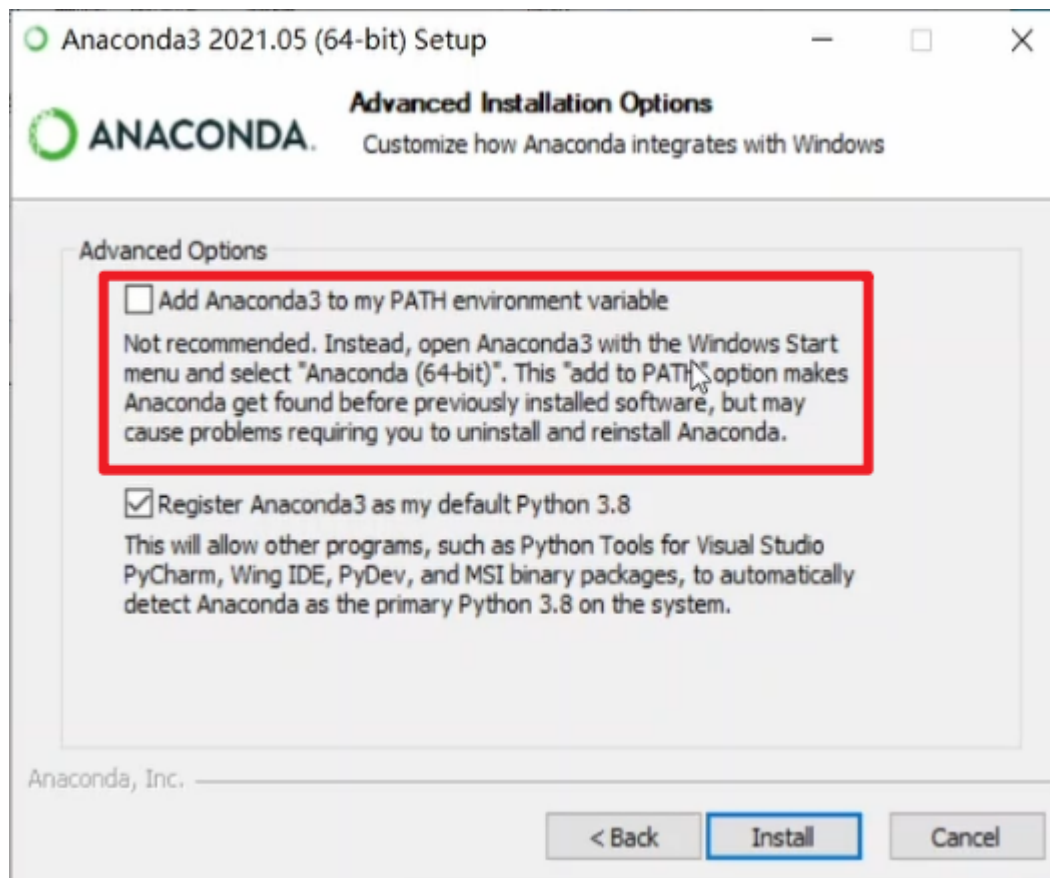 Anaconda3 2021.05 (64-bit) Setup
ANACONDA.
Advanced Installation Options
Customize how Anaconda integrates with Windows
Advanced Options
Add Anaconda3 to my PATH environment variable
Not recommended. Instead, open Anaconda3 with the Windows Start
menu and select "Anaconda (64-bit)". This "add to PATH" option makes
Anaconda get found before previously installed software, but may
cause problems requiring you to uninstall and reinstall Anaconda.
Register Anaconda3 as my default Python 3.8
This will allow other programs, such as Python Tools for Visual Studio
PyCharm, Wing IDE, PyDev, and MSI binary packages, to automatically
detect Anaconda as the primary Python 3.8 on the system.
Anaconda, Inc.
< Back
Install
Cancel